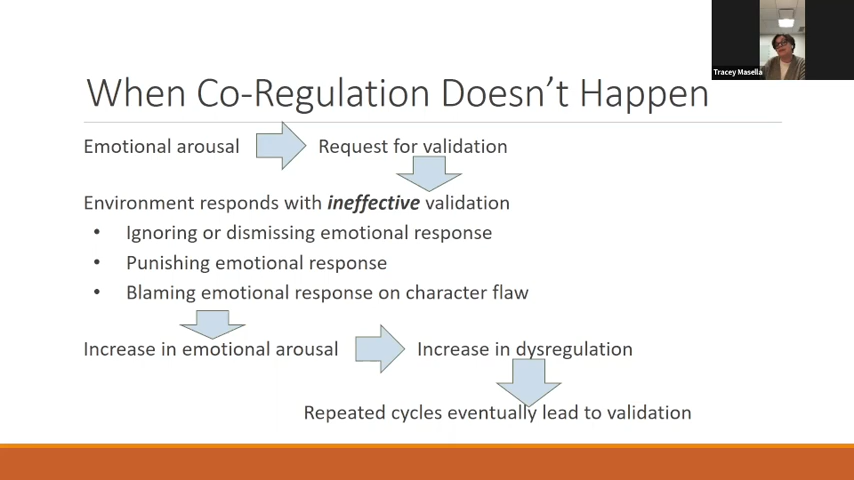 Tracey Masella
When Co-Regulation Doesn't Happen
Emotional arousal
Request for validation
Environment responds with ineffective validation
• Ignoring or dismissing emotional response
• Punishing emotional response
• Blaming emotional response on character flaw
Increase in emotional arousal
Increase in dysregulation
Repeated cycles eventually lead to validation